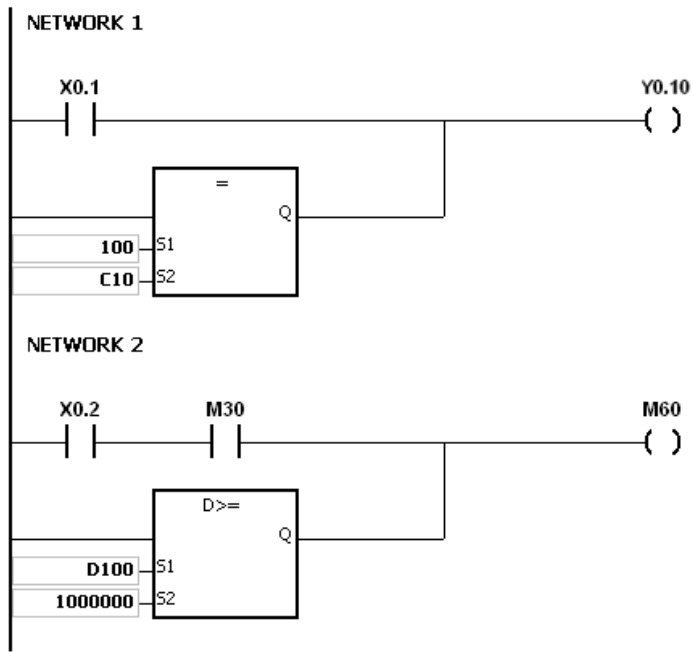 NETWORK 1
X0.1 Y0.10
=
Q
100 S1
C10 S2
NETWORK 2
X0.2 M30 M60
D>=
Q
D100 S1
1000000 S2